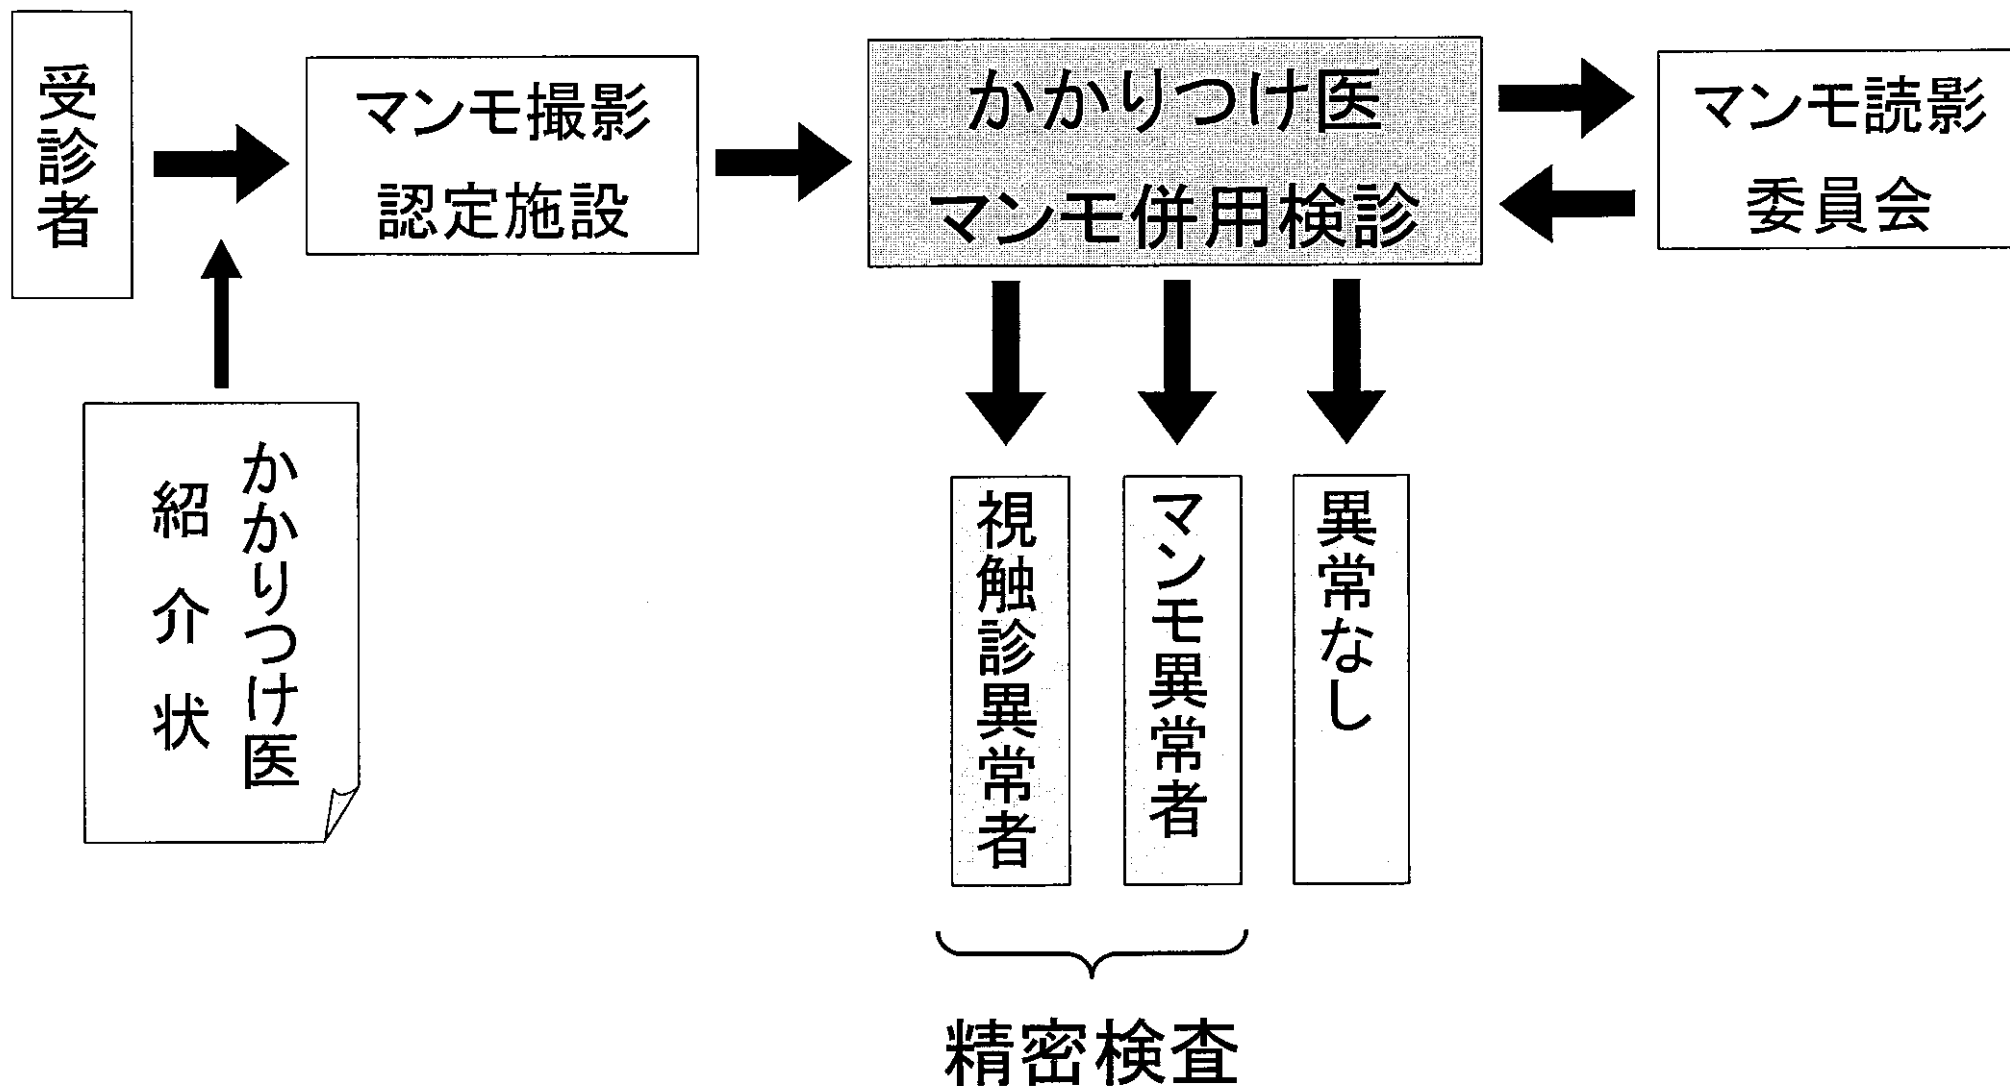 受診者
マンモ撮影
認定施設
かかりつけ医
マンモ併用検診
マンモ読影
委員会
かかりつけ医
紹介状
視触診異常者
マンモ異常者
異常なし
精密検査